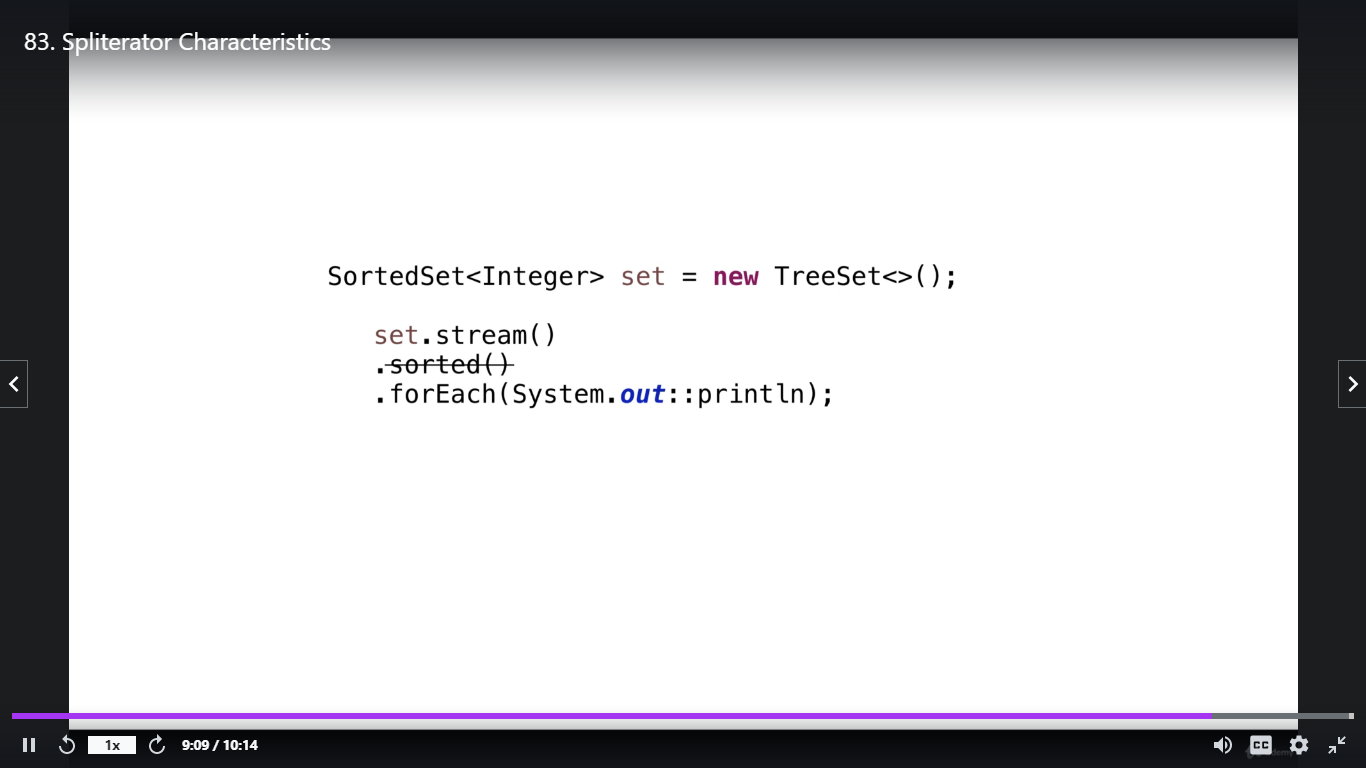 83. Spliterator Characteristics
SortedSet<Integer> set = new TreeSet<>();
set.stream()
.sorted()
.forEach(System.out::println);
1x
9:09 / 10:14
CC